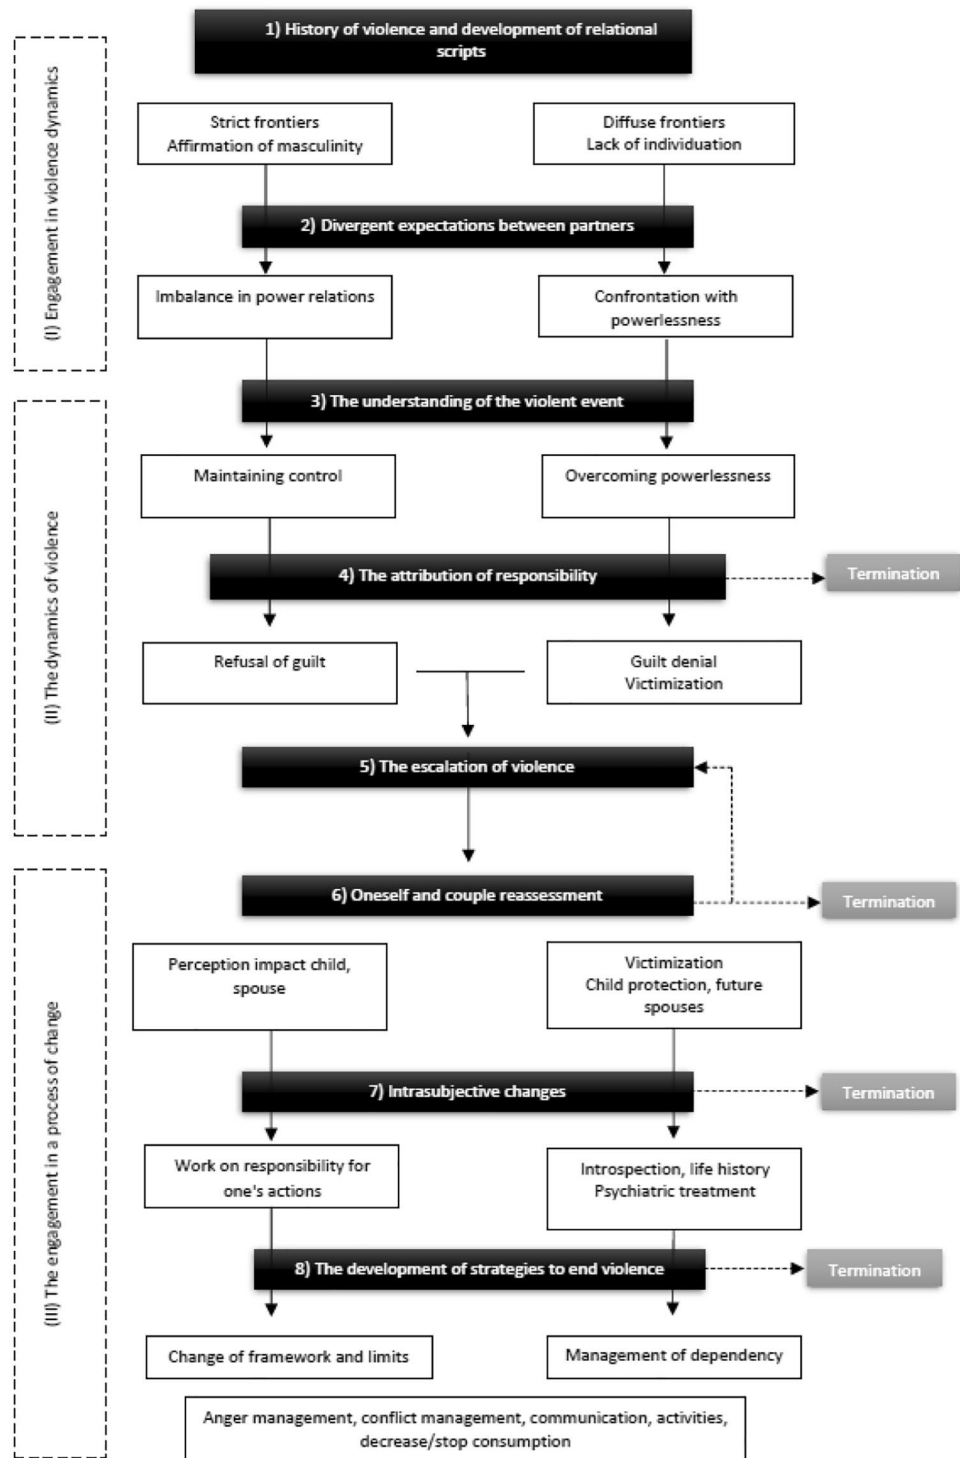 1) History of violence and development of relational
scripts
(I) Engagement in violence dynamics
Strict frontiers
Affirmation of masculinity
Diffuse frontiers
Lack of individuation
2) Divergent expectations between partners
Imbalance in power relations
Confrontation with
powerlessness
3) The understanding of the violent event
(II) The dynamics of violence
Maintaining control
Overcoming powerlessness
4) The attribution of responsibility
Termination
Refusal of guilt
Guilt denial
Victimization
5) The escalation of violence
6) Oneself and couple reassessment
Termination
(III) The engagement in a process of change
Perception impact child,
spouse
Victimization
Child protection, future
spouses
7) Intrasubjective changes
Termination
Work on responsibility for
one's actions
Introspection, life history
Psychiatric treatment
8) The development of strategies to end violence
Termination
Change of framework and limits
Management of dependency
Anger management, conflict management, communication, activities,
decrease/stop consumption